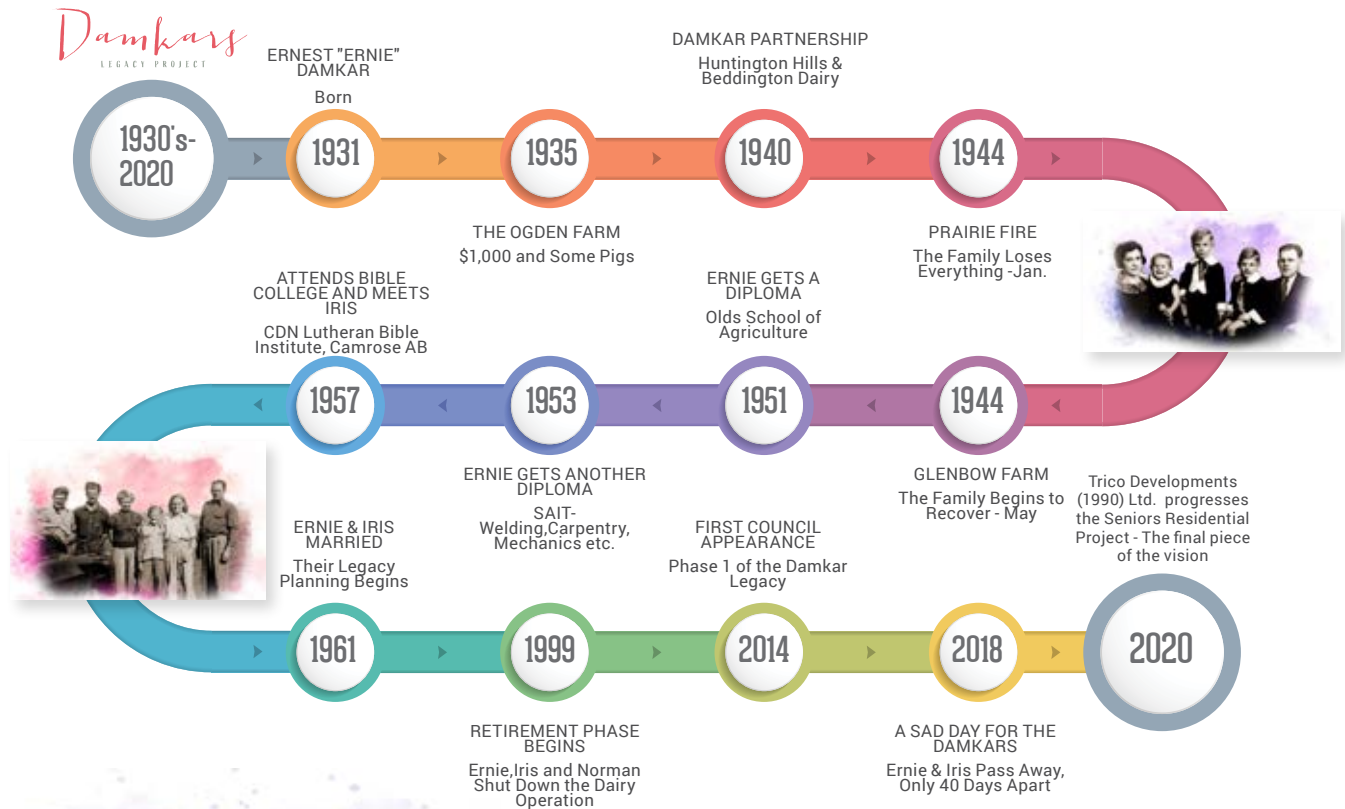 Damkars
LEGACY PROJECT
1930's-
2020
ERNEST "ERNIE"
DAMKAR
Born
1931
1935
THE OGDEN FARM
$1,000 and Some Pigs
DAMKAR PARTNERSHIP
Huntington Hills &
Beddington Dairy
1940
1944
PRAIRIE FIRE
The Family Loses
Everything -Jan.
1944
GLENBOW FARM
The Family Begins to
Recover - May
ERNIE GETS A
DIPLOMA
Olds School of
Agriculture
1951
1953
ERNIE GETS ANOTHER
DIPLOMA
SAIT-
Welding,Carpentry,
Mechanics etc.
ATTENDS BIBLE
COLLEGE AND MEETS
IRIS
CDN Lutheran Bible
Institute, Camrose AB
1957
ERNIE & IRIS
MARRIED
Their Legacy
Planning Begins
1961
1999
RETIREMENT PHASE
BEGINS
Ernie,Iris and Norman
Shut Down the Dairy
Operation
FIRST COUNCIL
APPEARANCE
Phase 1 of the Damkar
Legacy
2014
2018
A SAD DAY FOR THE
DAMKARS
Ernie & Iris Pass Away,
Only 40 Days Apart
Trico Developments
(1990) Ltd. progresses
the Seniors Residential
Project - The final piece
of the vision
2020